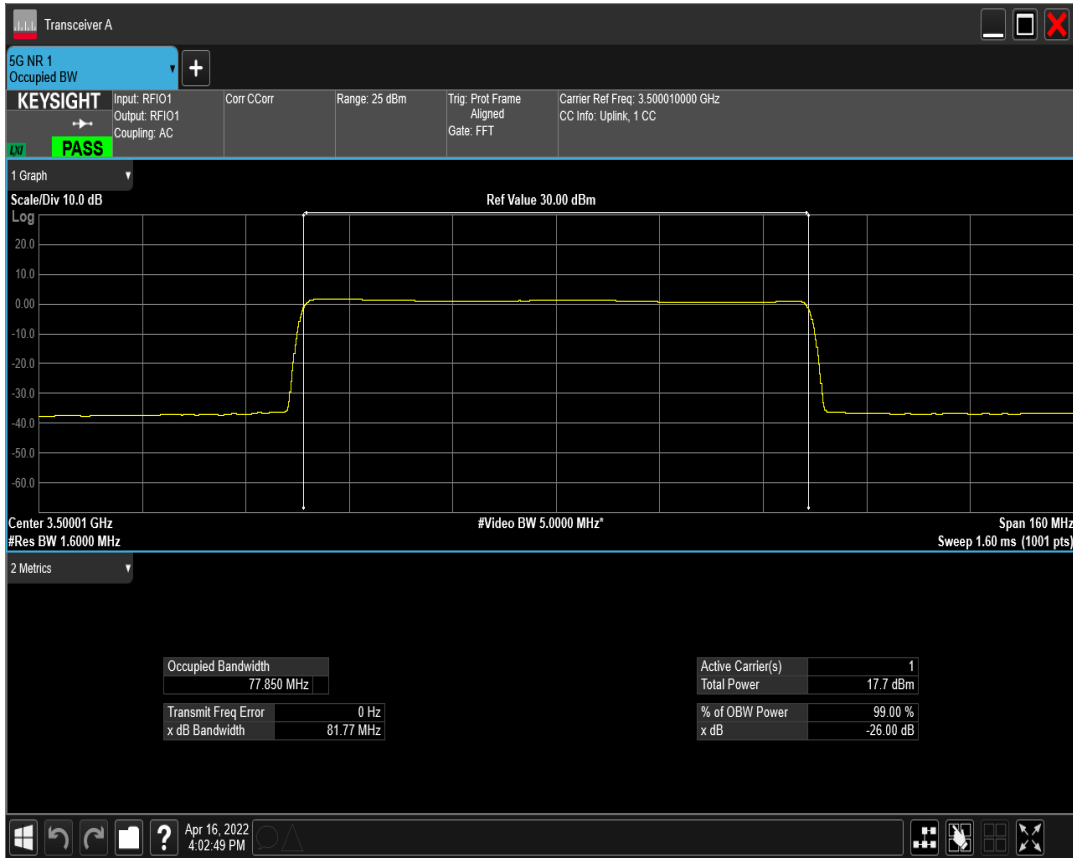 Transceiver A
5G NR 1
Occupied BW
KEYSIGHT
LXI
PASS
Input: RFIO1
Output: RFIO1
Coupling: AC
Corr CCorr
Range: 25 dBm
Trig: Prot Frame
Aligned
Gate: FFT
Carrier Ref Freq: 3.500010000 GHz
CC Info: Uplink, 1 CC
1 Graph
Scale/Div 10.0 dB
Ref Value 30.00 dBm
Log
20.0
10.0
0.00
-10.0
-20.0
-30.0
-40.0
-50.0
-60.0
Center 3.50001 GHz
#Video BW 5.0000 MHz*
Span 160 MHz
#Res BW 1.6000 MHz
Sweep 1.60 ms (1001 pts)
2 Metrics
Occupied Bandwidth
77.850 MHz
Transmit Freq Error 0 Hz
x dB Bandwidth 81.77 MHz
Active Carrier(s) 1
Total Power 17.7 dBm
% of OBW Power 99.00 %
x dB -26.00 dB
?
Apr 16, 2022
4:02:49 PM